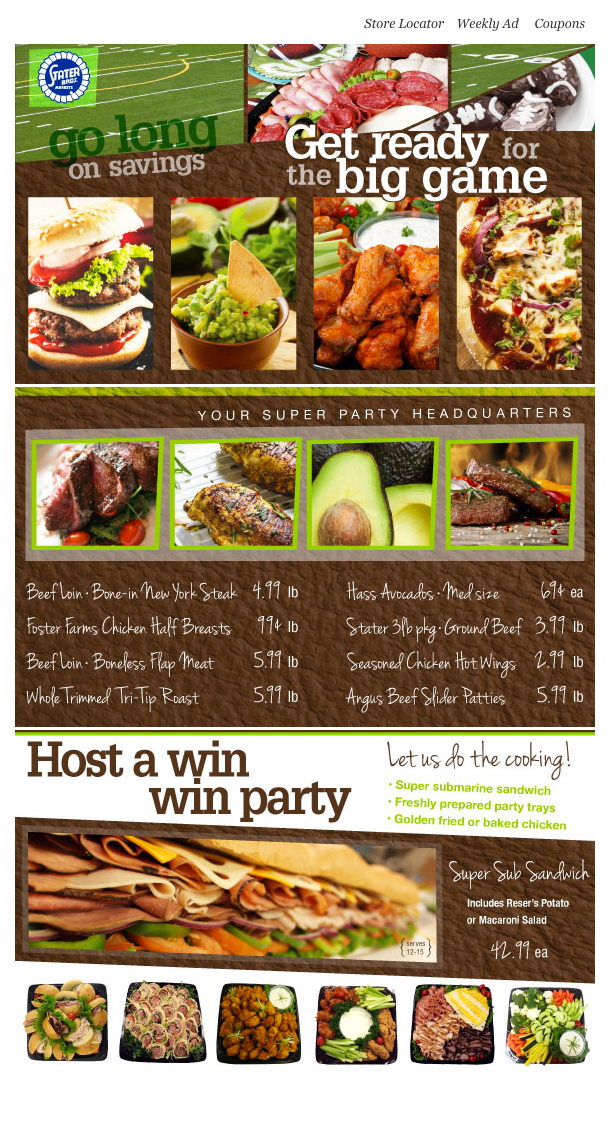 Store Locator Weekly Ad Coupons
STATER
BROS.
MARKETS
go long
on savings
Get ready for
the big game
YOUR SUPER PARTY HEADQUARTERS
Beef Loin · Bone-in New York Steak 4.99 lb
Foster Farms Chicken Half Breasts 99¢ lb
Beef Loin · Boneless Flap Meat 5.99 lb
Whole Trimmed Tri-Tip Roast 5.99 lb
Hass Avocados · Med size 69¢ ea
Stater 3lb pkg · Ground Beef 3.99 lb
Seasoned Chicken Hot Wings 2.99 lb
Angus Beef Slider Patties 5.99 lb
Host a win
win party
Let us do the cooking!
· Super submarine sandwich
· Freshly prepared party trays
· Golden fried or baked chicken
Super Sub Sandwich
Includes Reser's Potato
or Macaroni Salad
42.99 ea
{serves
12-15}